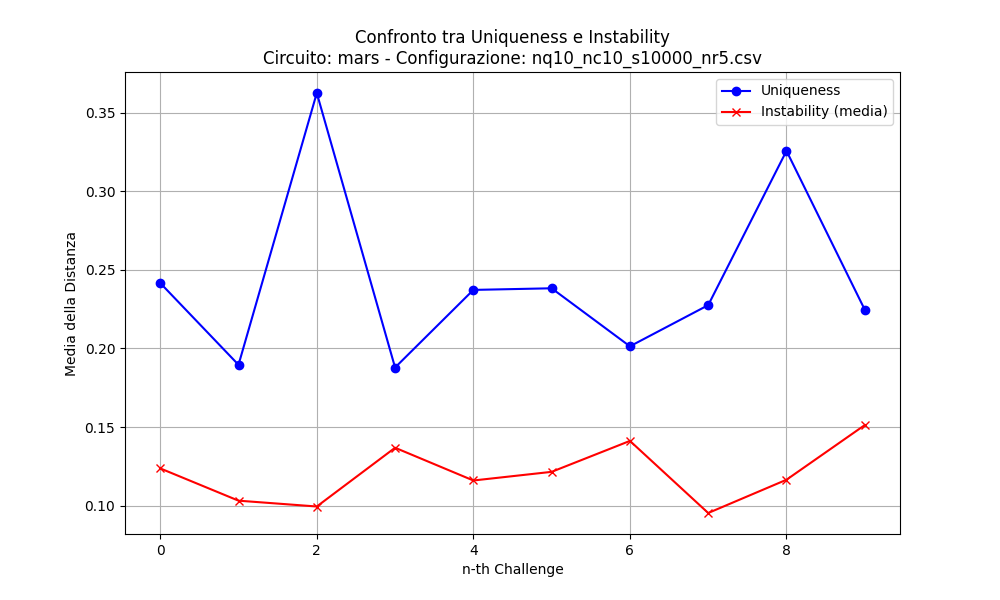 Confronto tra Uniqueness e Instability
Circuito: mars - Configurazione: nq10_nc10_s10000_nr5.csv
Uniqueness
Instability (media)
Media della Distanza
0.35
0.30
0.25
0.20
0.15
0.10
0
2
4
6
8
n-th Challenge